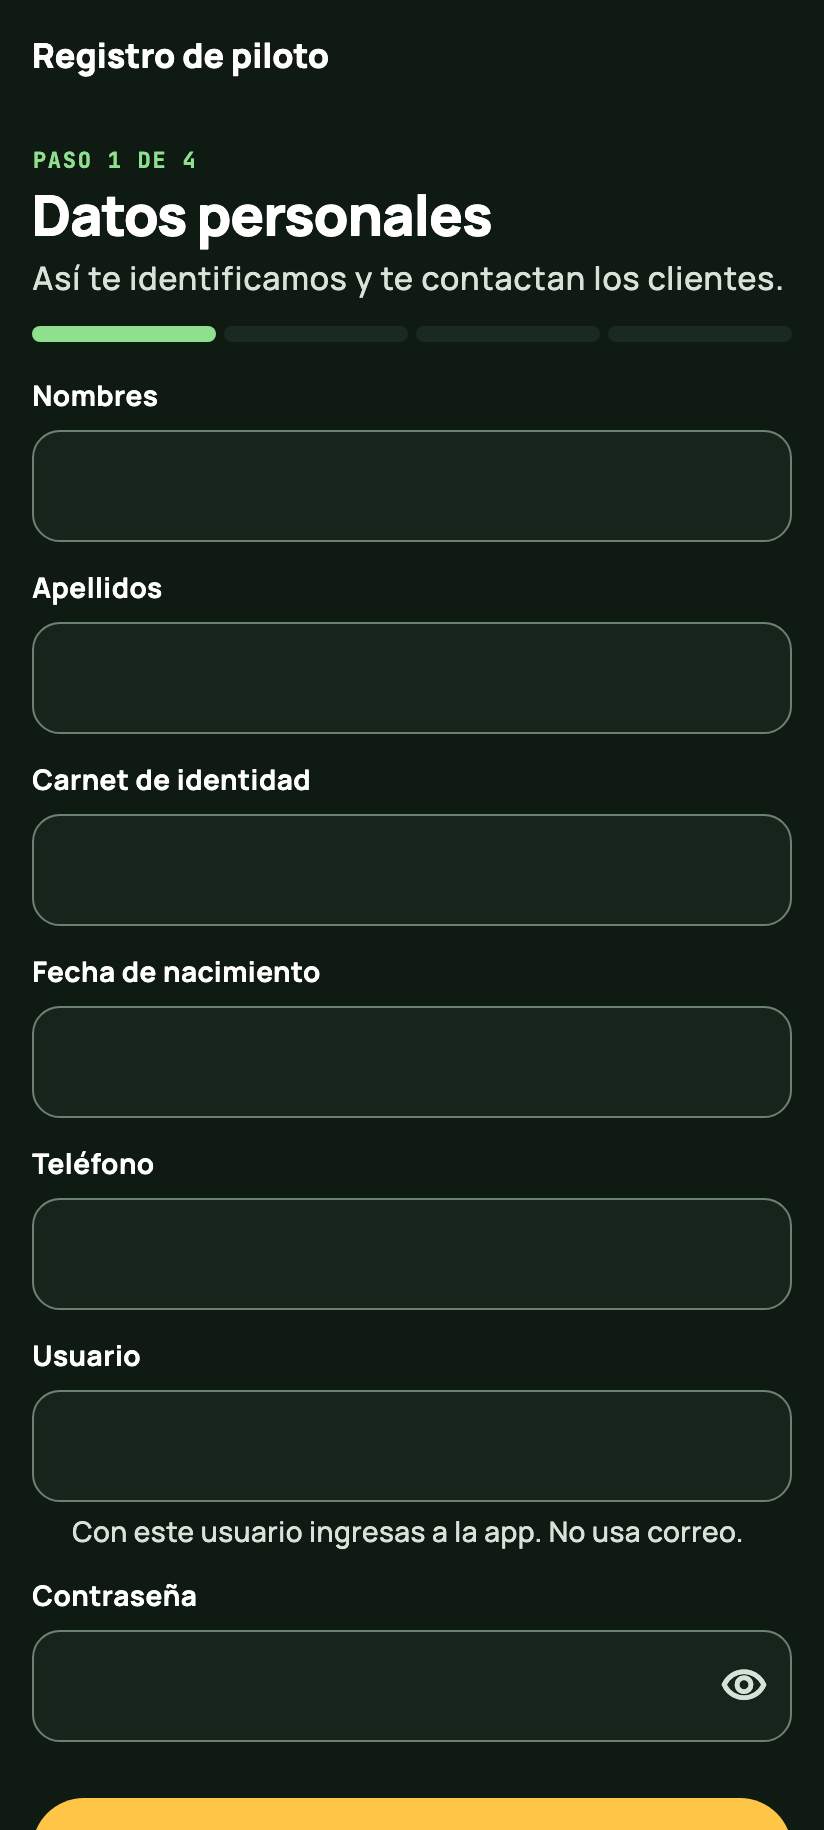 Registro de piloto
PASO 1 DE 4
Datos personales
Así te identificamos y te contactan los clientes.
Nombres
Apellidos
Carnet de identidad
Fecha de nacimiento
Teléfono
Usuario
Con este usuario ingresas a la app. No usa correo.
Contraseña